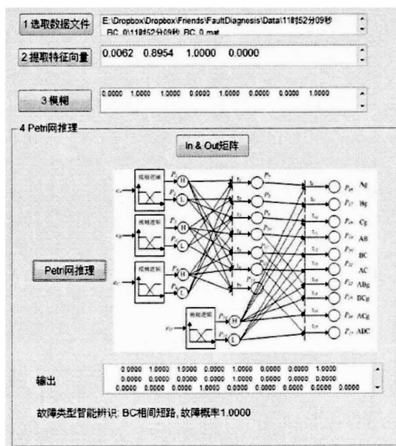 1 选取数据文件
E:\Dropbox\Dropbox\Friends\FaultDiagnosis\Data\11时52分09秒
_BC_0\11时52分09秒_BC_0.mat
2 提取特征向量
0.0062 0.8954 1.0000 0.0000
3 模糊
0.0000 1.0000 1.0000 0.0000 1.0000 0.0000 0.0000 1.0000
4 Petri网推理
In & Out矩阵
模糊逻辑
模糊逻辑
模糊逻辑
模糊逻辑
H
L
H
L
H
L
H
L
Ag
Bg
Cg
AB
BC
AC
ABg
BCg
ACg
ABC
Petri网推理
输出
0.0000 1.0000 1.0000 0.0000 1.0000 0.0000 0.0000 1.0000
0.0000 0.0000 0.0000 0.0000 1.0000 0.0000 0.0000 0.0000
0.0000 0.0000 0.0000 1.0000 0.0000 0.0000 0.0000 0.0000 0.0000
故障类型智能辨识: BC相间短路, 故障概率1.0000